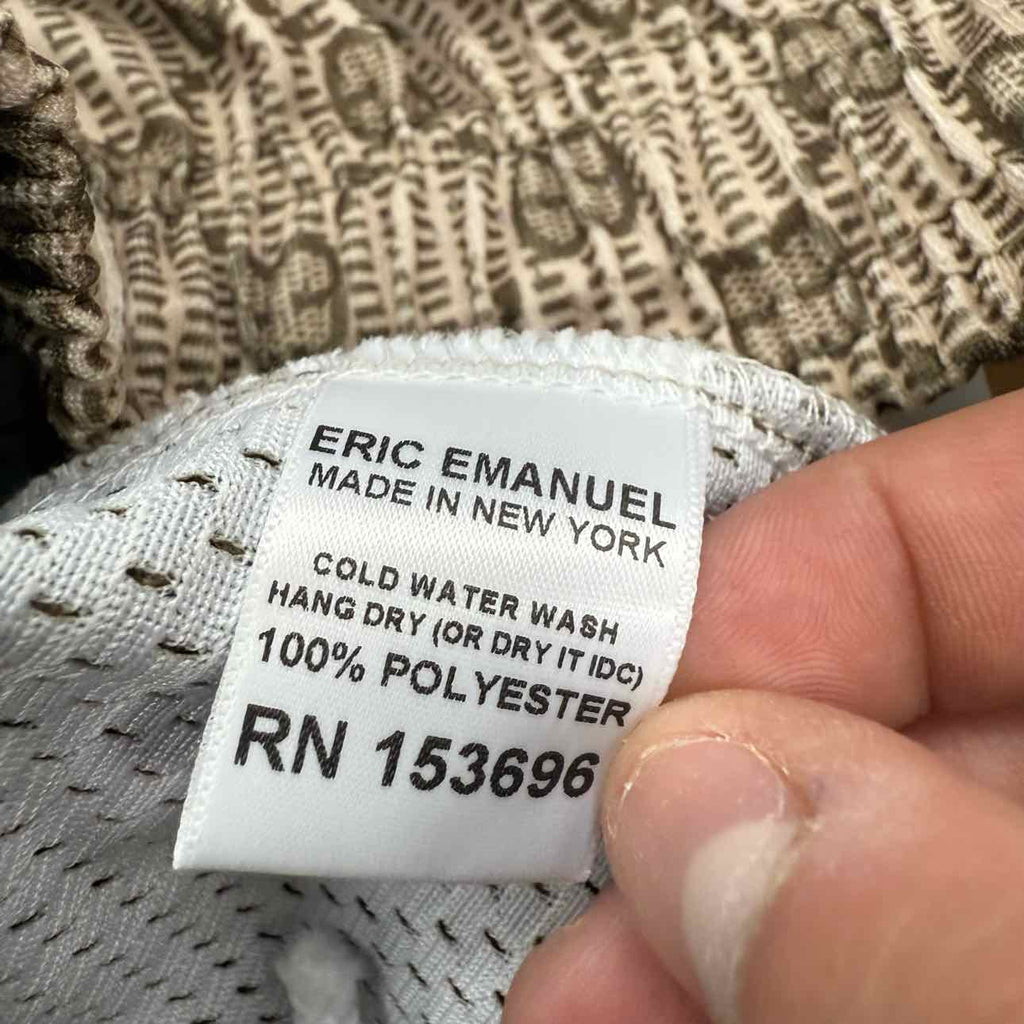 ERIC EMANUEL
MADE IN NEW YORK
COLD WATER WASH
HANG DRY (OR DRY IT IDC)
100% POLYESTER
RN 153696